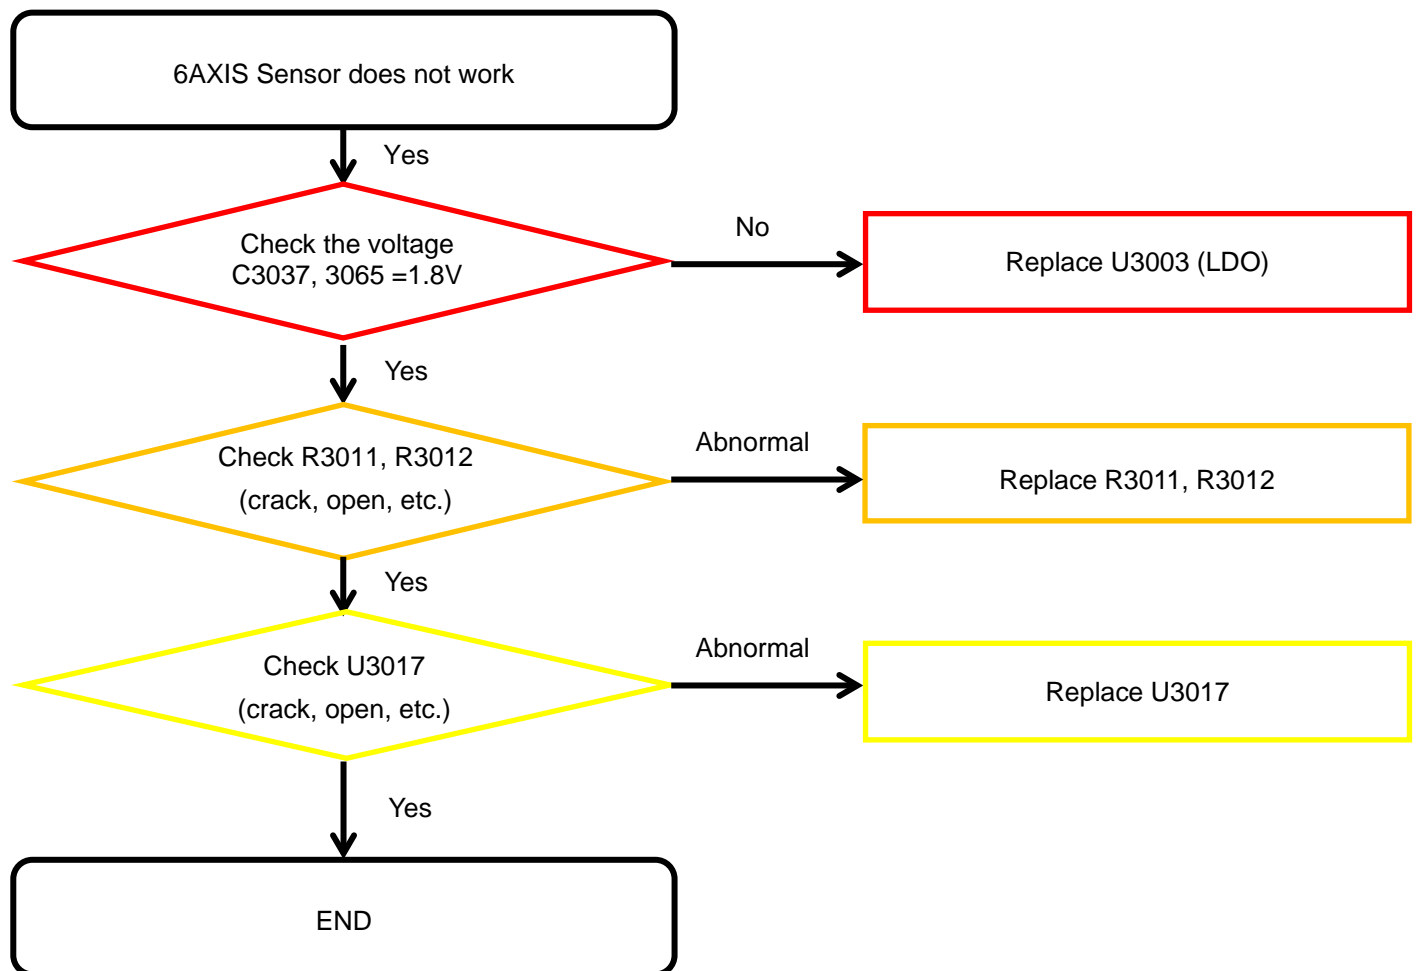 6AXIS Sensor does not work
Yes
Check the voltage
C3037, 3065 =1.8V
No
Replace U3003 (LDO)
Yes
Check R3011, R3012
(crack, open, etc.)
Abnormal
Replace R3011, R3012
Yes
Check U3017
(crack, open, etc.)
Abnormal
Replace U3017
Yes
END